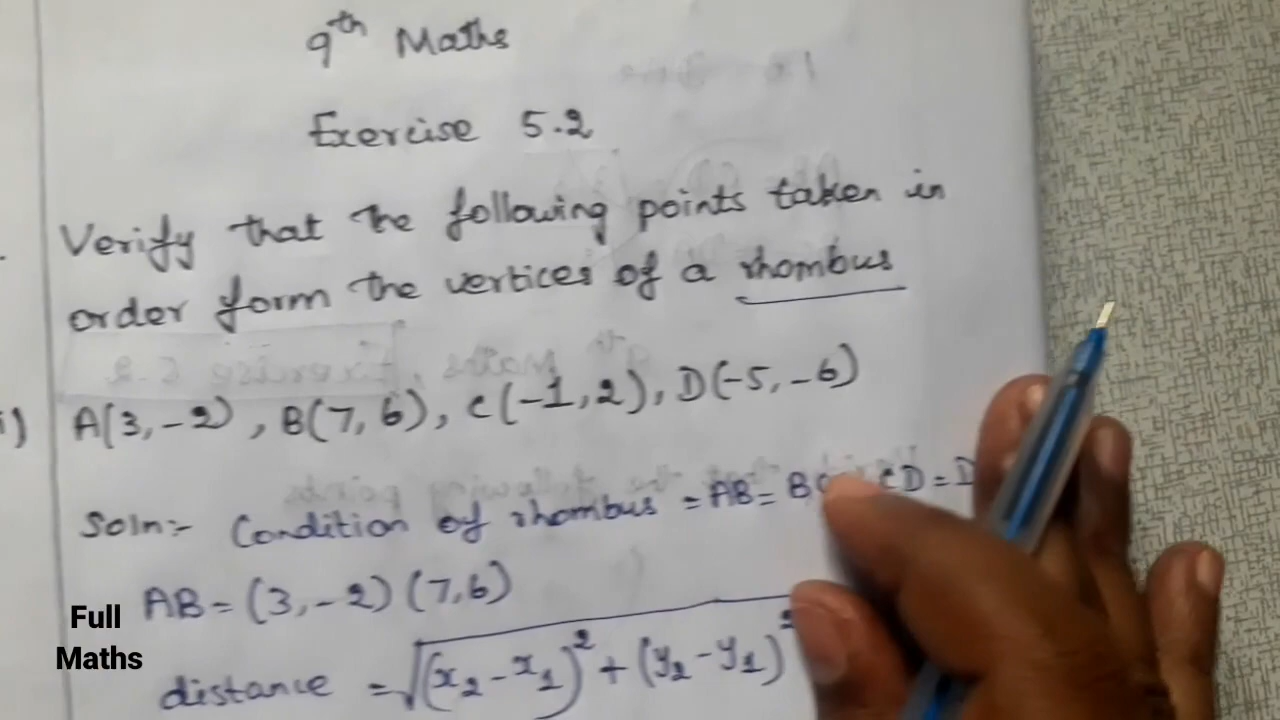 9th Maths
Exercise 5.2
Verify that the following points taken in
order form the vertices of a rhombus
i) A(3,-2), B(7,6), C(-1,2), D(-5,-6)
Soln:- Condition of rhombus = AB = BC CD = D
AB = (3,-2) (7,6)
distance = √(x₂-x₁)² + (y₂-y₁)²
Full
Maths